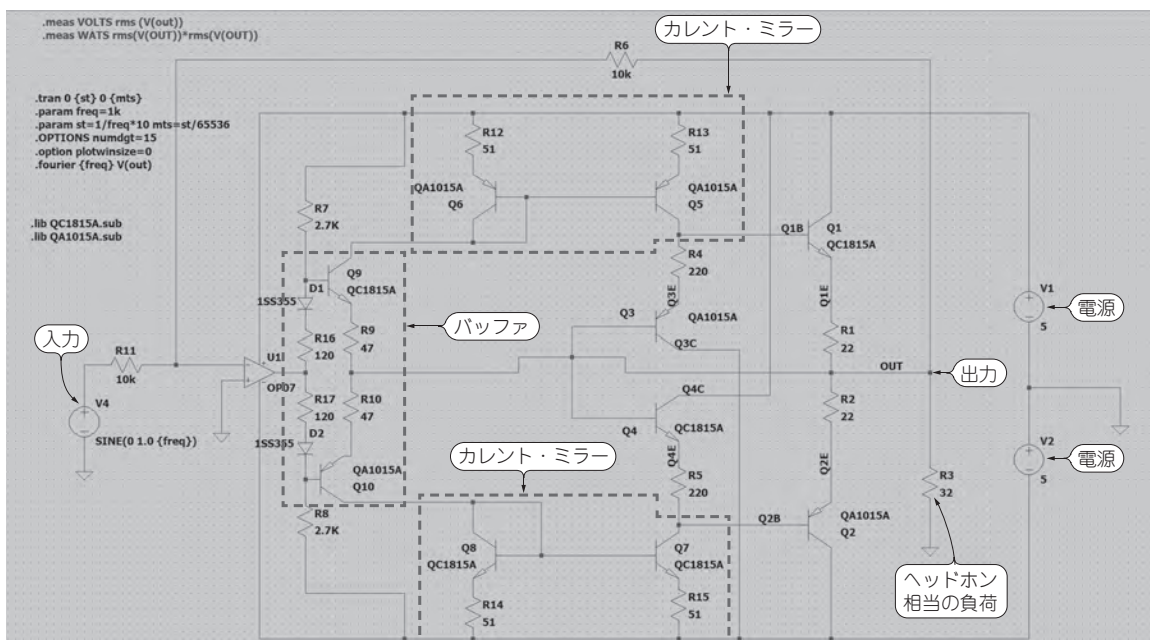 .meas VOLTS rms (V(out))
.meas WATS rms(V(OUT))*rms(V(OUT))
カレント・ミラー
R6
10k
.tran 0 {st} 0 {mts}
.param freq=1k
.param st=1/freq*10 mts=st/65536
.OPTIONS numdgt=15
.option plotwinsize=0
.fourier {freq} V(out)
R12
51
R13
51
QA1015A
Q6
QA1015A
Q5
R7
2.7K
.lib QC1815A.sub
.lib QA1015A.sub
Q1B
Q1
QC1815A
R4
220
Q9
QC1815A
D1
1SS355
Q3E
Q1E
V1
5
電源
Q3
QA1015A
Q3C
バッファ
入力
R11
10k
R16
120
R9
47
R1
22
U1
OP07
OUT
出力
V4
SINE(0 1.0 {freq})
R17
120
R10
47
Q4C
R2
22
D2
1SS355
Q4
QC1815A
Q4E
Q2E
カレント・ミラー
QA1015A
Q10
V2
5
電源
R5
220
R3
32
R8
2.7K
Q2B
QA1015A
Q2
Q8
QC1815A
Q7
QC1815A
ヘッドホン
相当の負荷
R14
51
R15
51